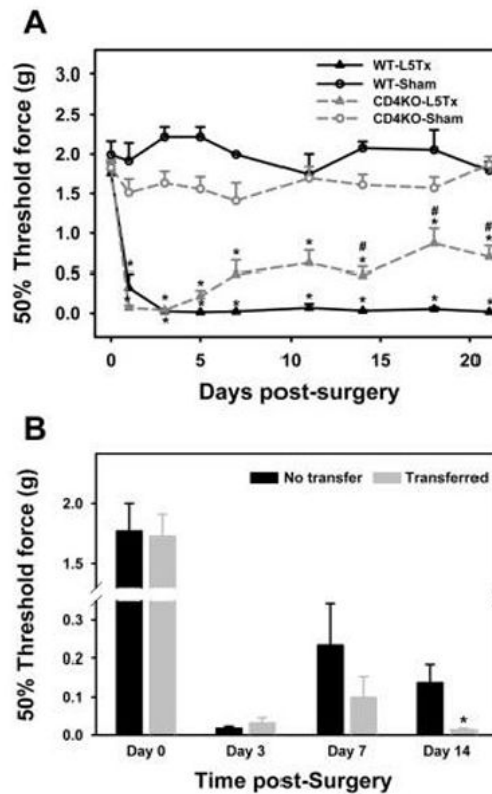 A
WT-L5Tx
WT-Sham
CD4KO-L5Tx
CD4KO-Sham
50% Threshold force (g)
3.0
2.5
2.0
1.5
1.0
0.5
0.0
# # #
* * * * * * *
* * * * * * * *
0 5 10 15 20
Days post-surgery
B
No transfer Transferred
50% Threshold force (g)
2.0
1.5
0.3
0.2
0.1
0.0
*
Day 0 Day 3 Day 7 Day 14
Time post-Surgery